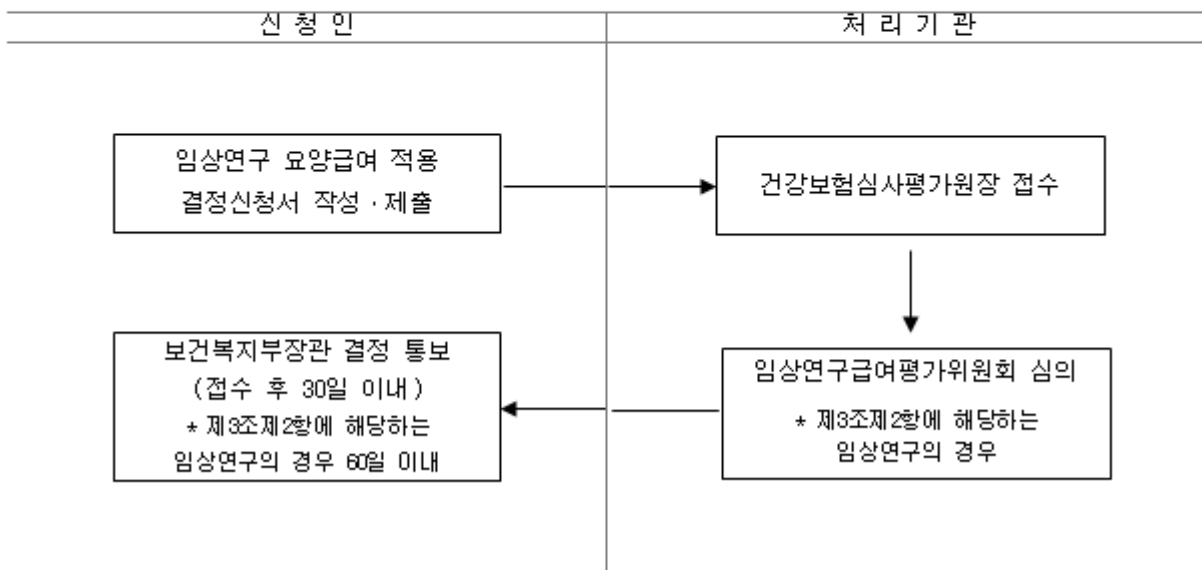 신 청 인
처 리 기 관
임상연구 요양급여 적용
결정신청서 작성 · 제출
건강보험심사평가원장 접수
보건복지부장관 결정 통보
(접수 후 30일 이내)
* 제3조제2항에 해당하는
임상연구의 경우 60일 이내
임상연구급여평가위원회 심의
* 제3조제2항에 해당하는
임상연구의 경우